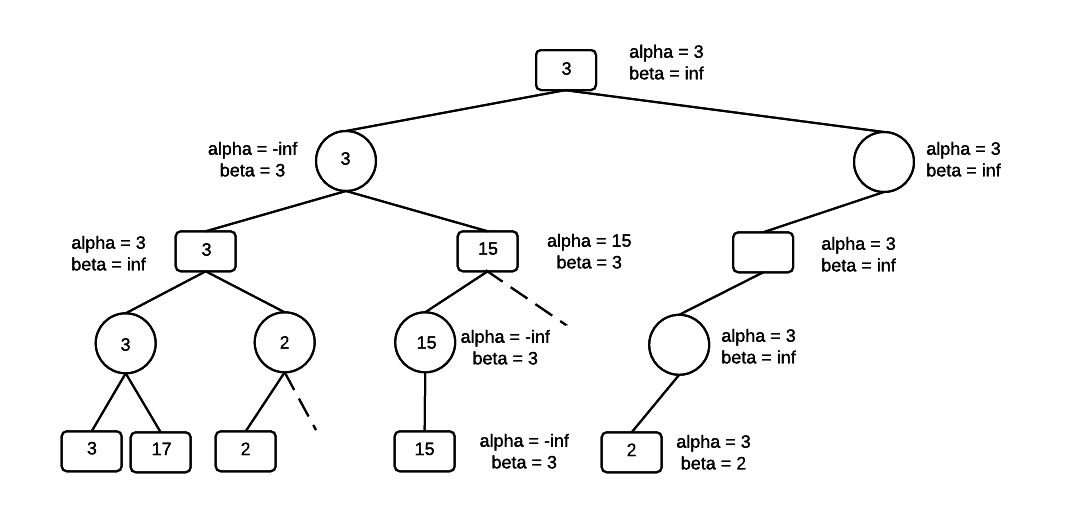 3
alpha = 3
beta = inf
alpha = -inf
beta = 3
3
alpha = 3
beta = inf
alpha = 3
beta = inf
3
15
alpha = 15
beta = 3
alpha = 3
beta = inf
3
2
15
alpha = -inf
beta = 3
alpha = 3
beta = inf
3
17
2
15
alpha = -inf
beta = 3
2
alpha = 3
beta = 2